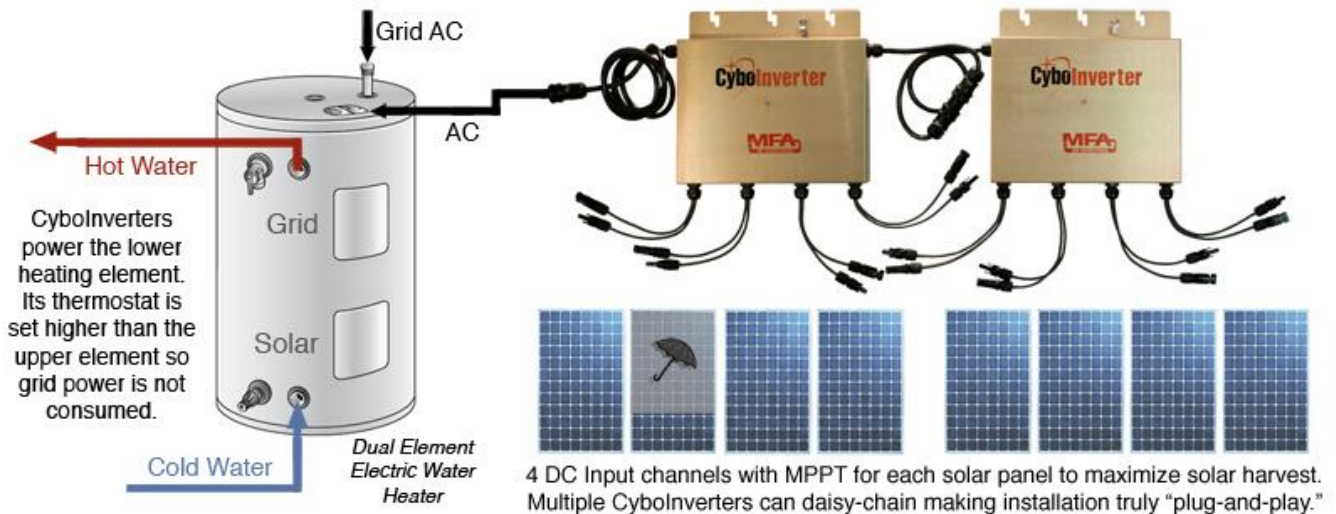 Grid AC
AC
Hot Water
CyboInverters
power the lower
heating element.
Its thermostat is
set higher than the
upper element so
grid power is not
consumed.
Grid
Solar
Cold Water
Dual Element
Electric Water
Heater
CyboInverter
MFA
CyboInverter
MFA
4 DC Input channels with MPPT for each solar panel to maximize solar harvest.
Multiple CyboInverters can daisy-chain making installation truly “plug-and-play.”